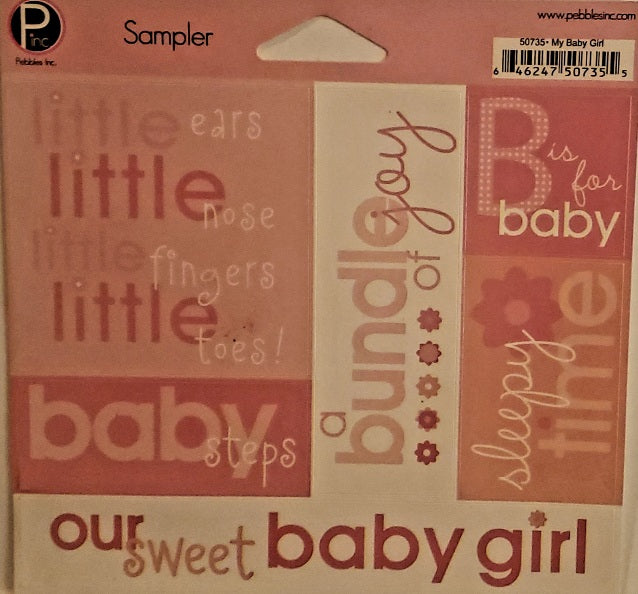 Pinc
Pebbles Inc.
Sampler
www.pebblesinc.com
50735 • My Baby Girl
6 46247 50735 5
little ears
little nose
little fingers
little toes!
baby steps
a bundle of joy
B is for
baby
sleepy time
our sweet baby girl